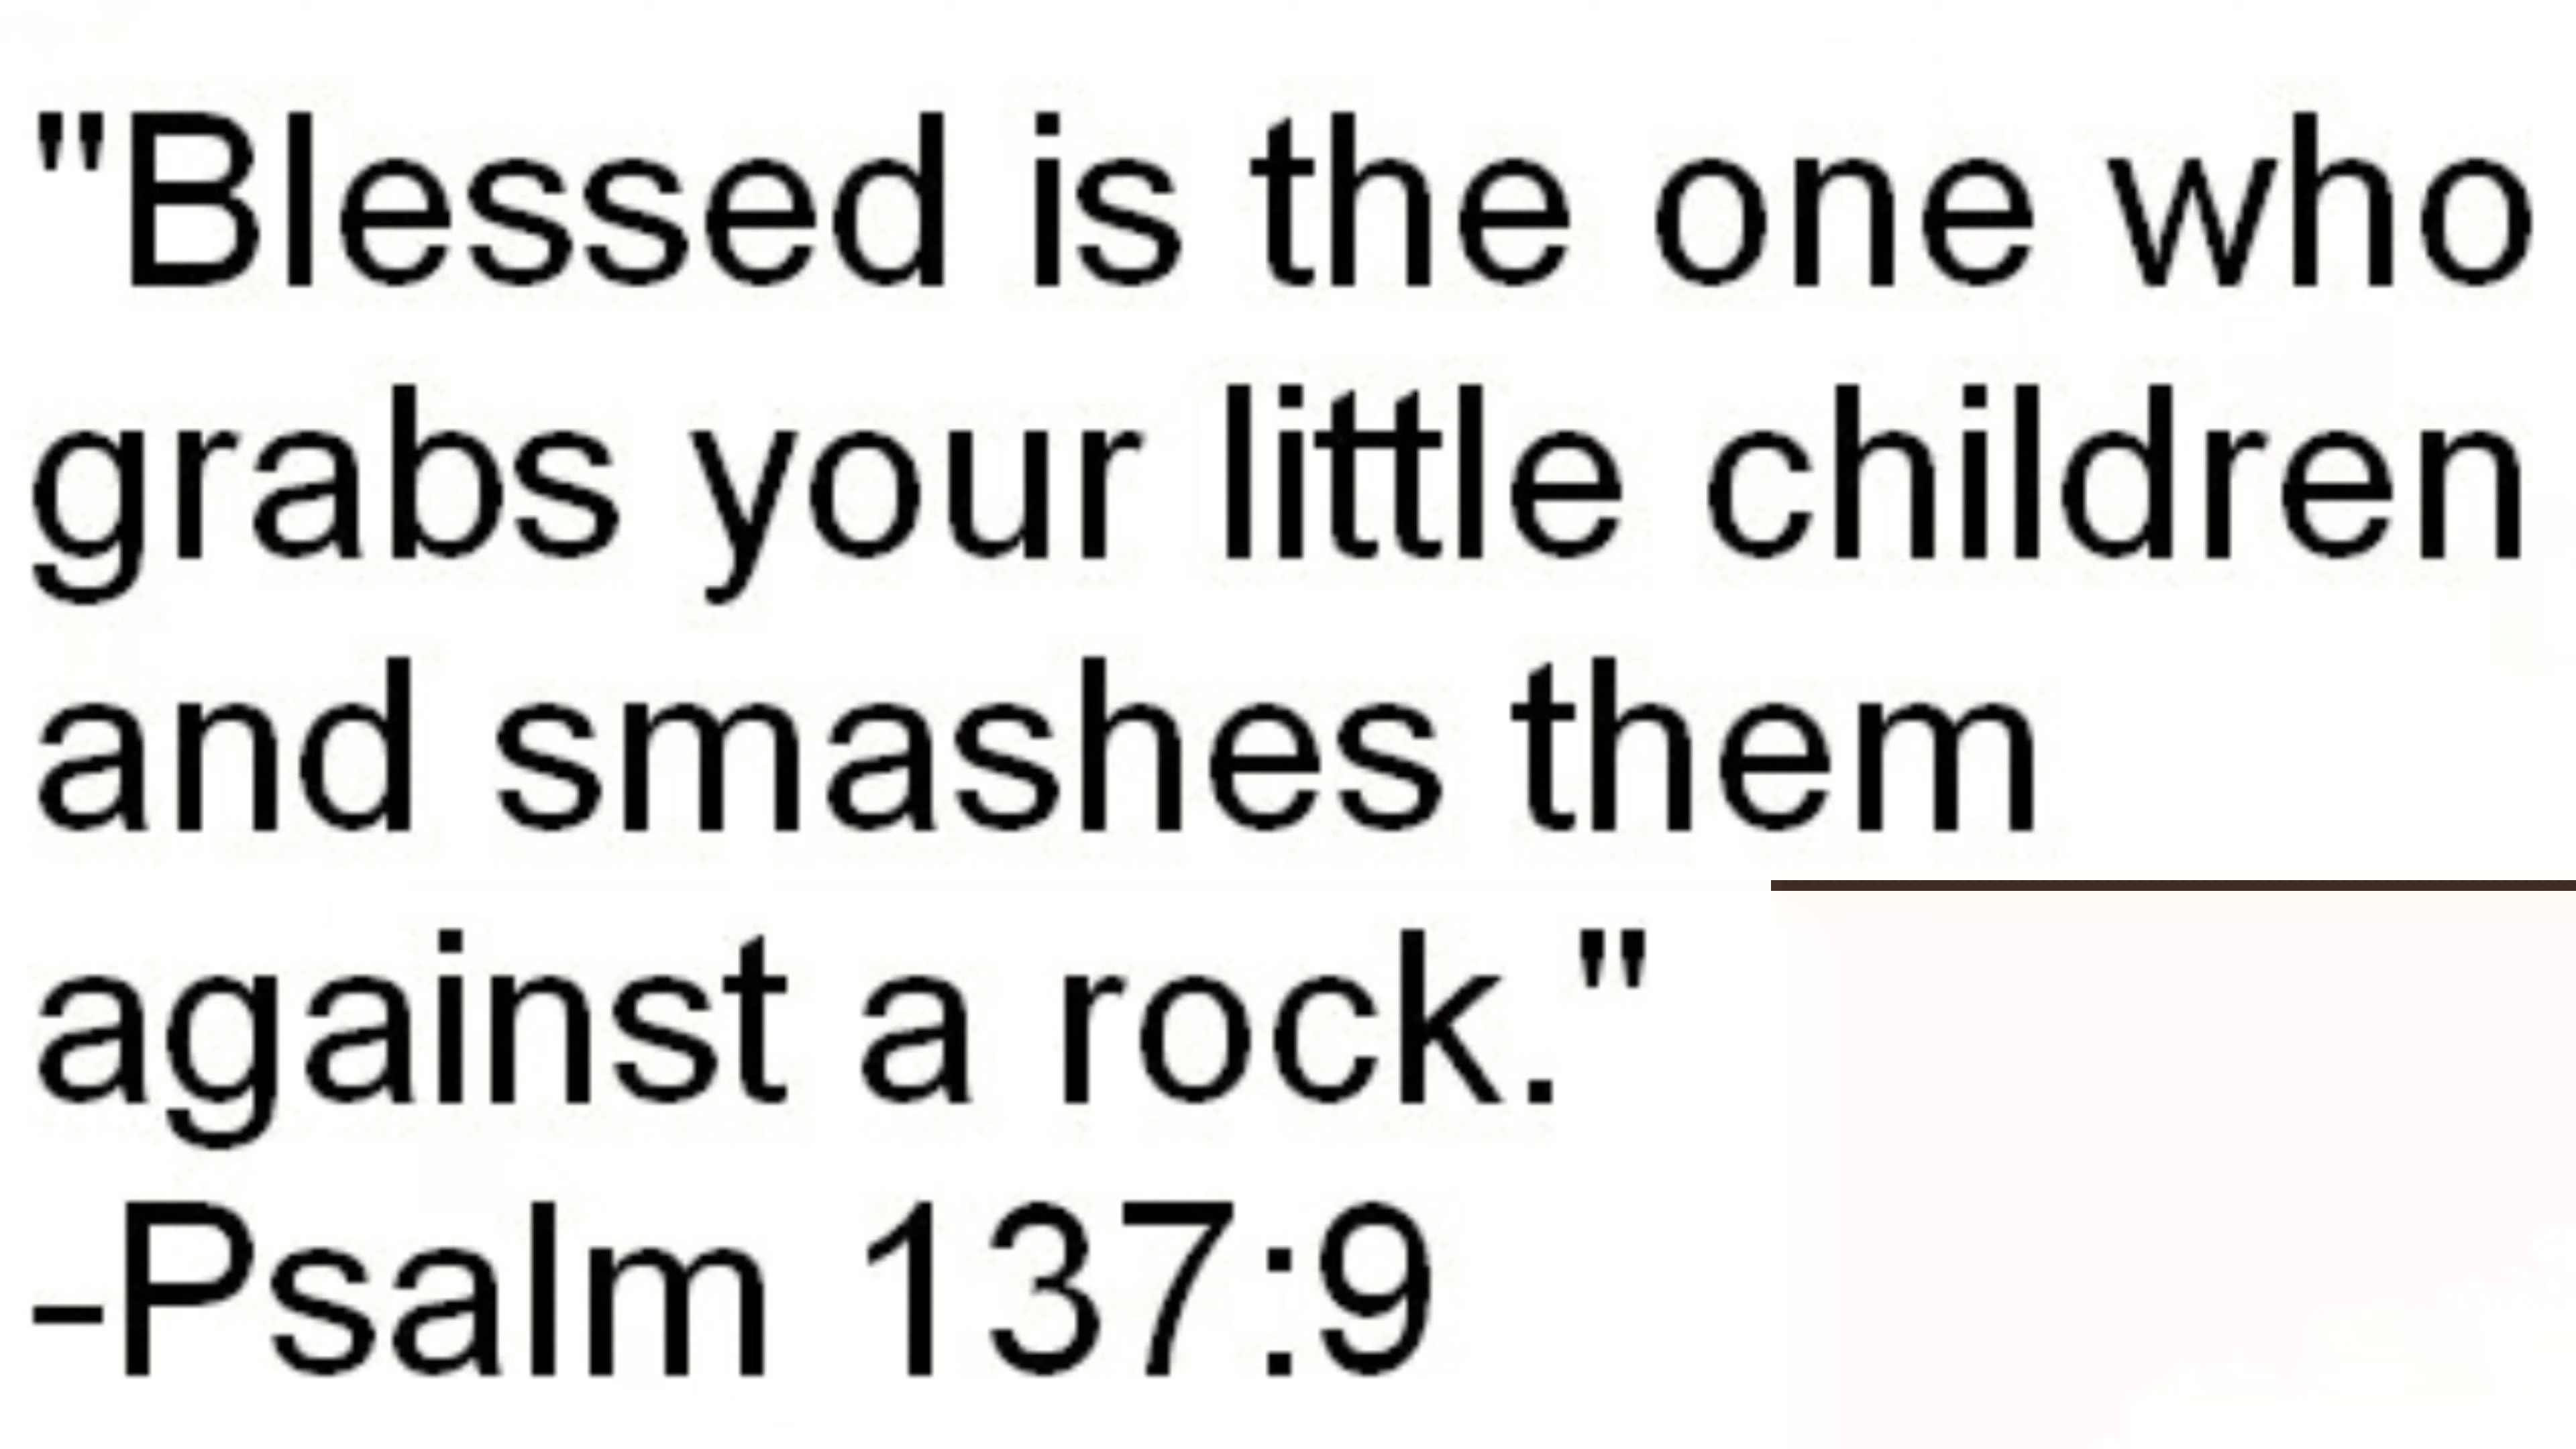 "Blessed is the one who
grabs your little children
and smashes them
against a rock."
-Psalm 137:9